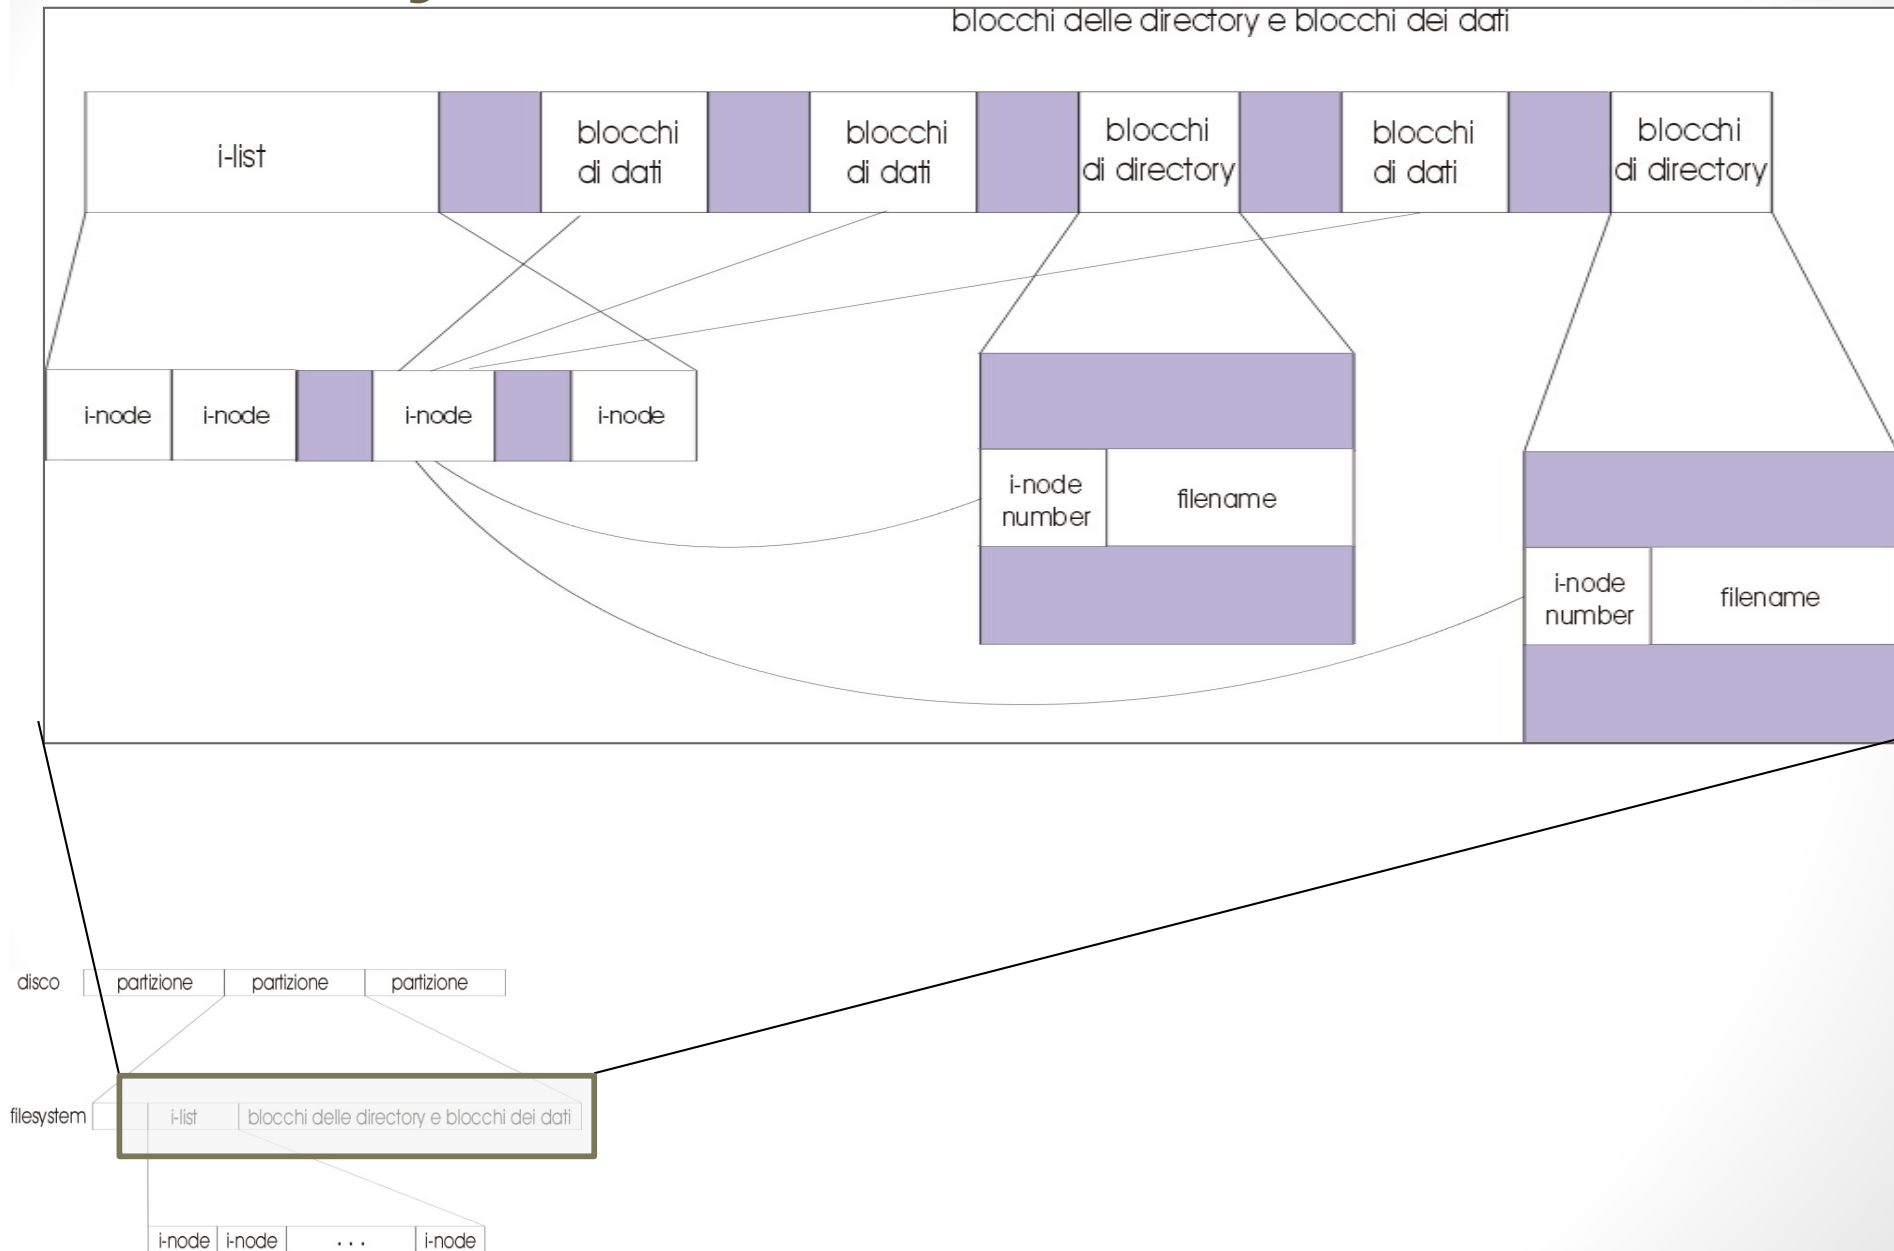 blocchi delle directory e blocchi dei dati
i-list
blocchi
di dati
blocchi
di dati
blocchi
di directory
blocchi
di dati
blocchi
di directory
i-node
i-node
i-node
i-node
i-node
number
filename
i-node
number
filename
disco
partizione
partizione
partizione
filesystem
i-list
blocchi delle directory e blocchi dei dati
i-node
i-node
. . .
i-node